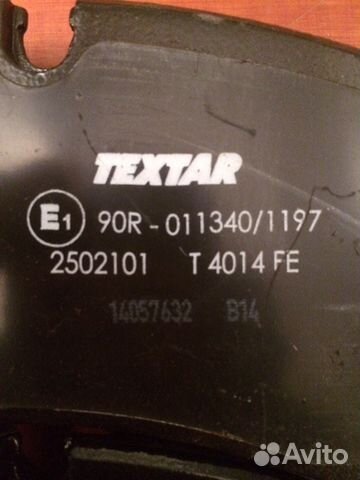 TEXTAR
E1 90R-011340/1197
2502101 T 4014 FE
14057632 B14
Avito